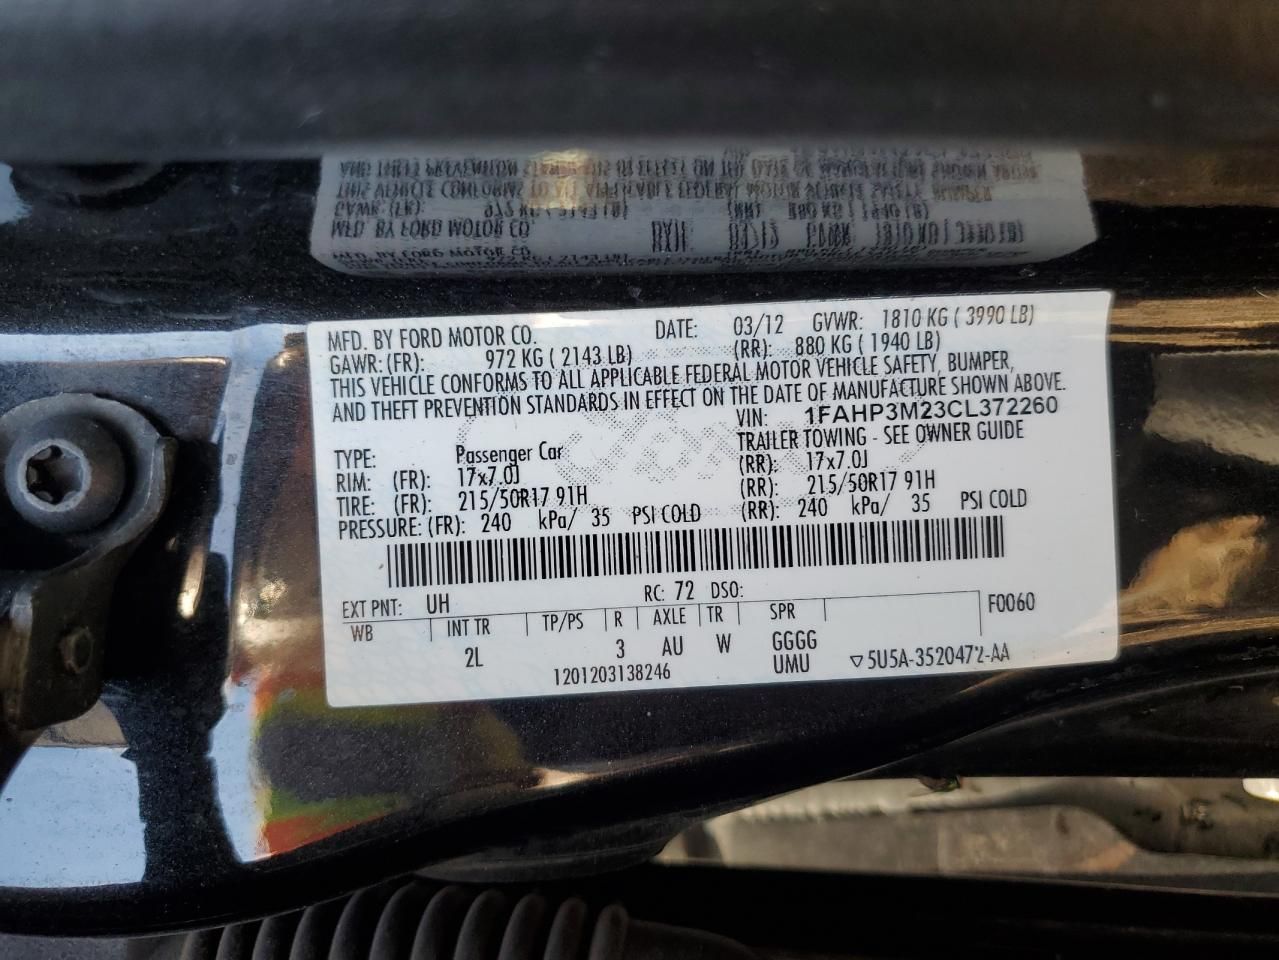 MFD. BY FORD MOTOR CO. DATE: 03/12 GVWR: 1810 KG ( 3990 LB)
GAWR: (FR): 972 KG ( 2143 LB) (RR): 880 KG ( 1940 LB)
THIS VEHICLE CONFORMS TO ALL APPLICABLE FEDERAL MOTOR VEHICLE SAFETY, BUMPER,
AND THEFT PREVENTION STANDARDS IN EFFECT ON THE DATE OF MANUFACTURE SHOWN ABOVE.
VIN: 1FAHP3M23CL372260
TYPE: Passenger Car TRAILER TOWING - SEE OWNER GUIDE
RIM: (FR): 17x7.0J (RR): 17x7.0J
TIRE: (FR): 215/50R17 91H (RR): 215/50R17 91H
PRESSURE: (FR): 240 kPa/ 35 PSI COLD (RR): 240 kPa/ 35 PSI COLD
EXT PNT: UH RC: 72 DSO: F0060
WB INT TR TP/PS R AXLE TR SPR
2L 3 AU W GGGG
1201203138246 UMU ▽5U5A-3520472-AA